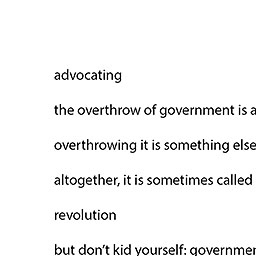 advocating
the overthrow of government is a
overthrowing it is something else
altogether, it is sometimes called
revolution
but don't kid yourself: